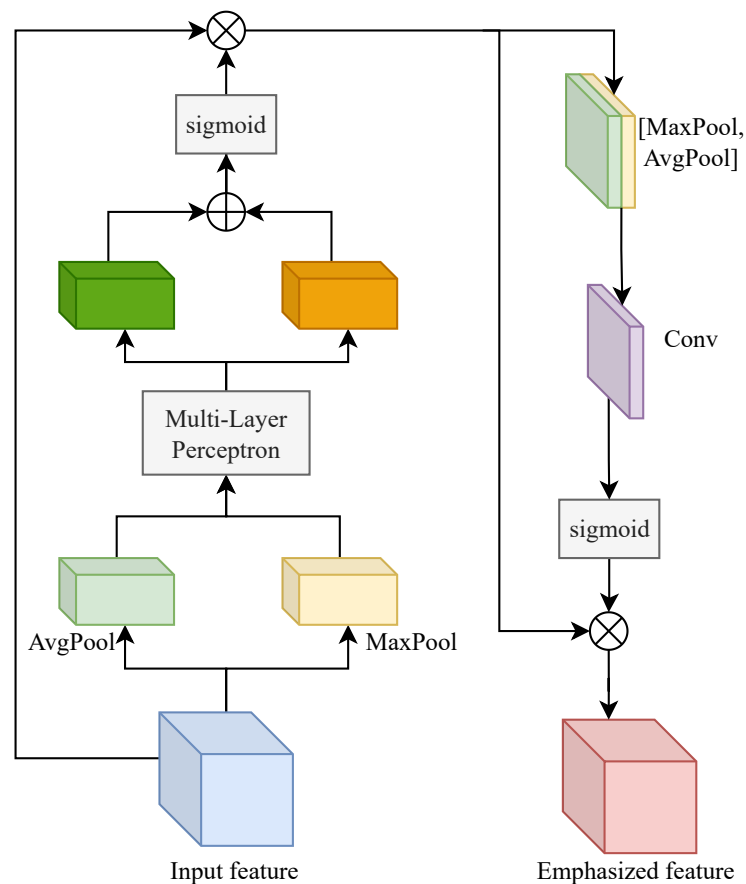 sigmoid
[MaxPool,
AvgPool]
Conv
Multi-Layer
Perceptron
sigmoid
AvgPool
MaxPool
Input feature
Emphasized feature